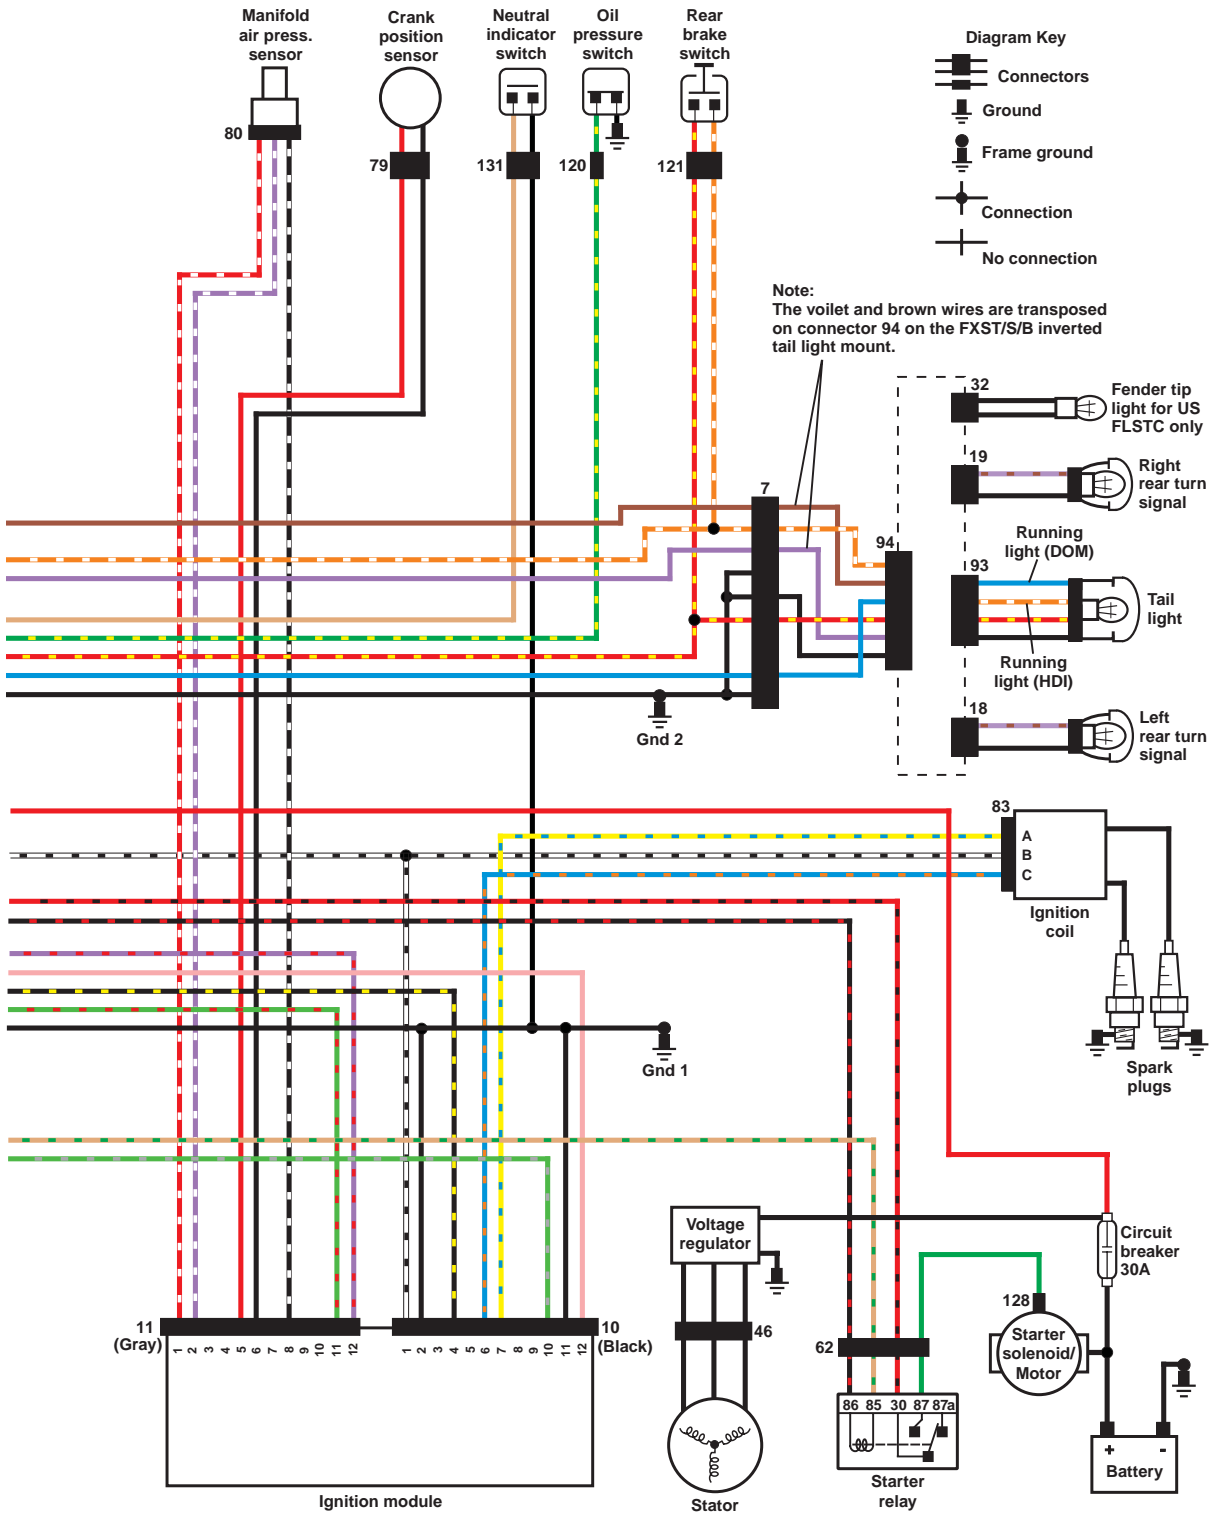 Manifold
air press.
sensor
Crank
position
sensor
Neutral
indicator
switch
Oil
pressure
switch
Rear
brake
switch
Diagram Key
Connectors
Ground
Frame ground
Connection
No connection
80
79
131
120
121
Note:
The voilet and brown wires are transposed
on connector 94 on the FXST/S/B inverted
tail light mount.
32
Fender tip
light for US
FLSTC only
19
Right
rear turn
signal
7
94
Running
light (DOM)
93
Tail
light
Running
light (HDI)
18
Left
rear turn
signal
Gnd 2
83
A
B
C
Ignition
coil
Spark
plugs
Gnd 1
Voltage
regulator
Circuit
breaker
30A
128
Starter
solenoid/
Motor
46
62
11
(Gray)
10
(Black)
1 2 3 4 5 6 7 8 9 10 11 12
1 2 3 4 6 7 8 9 10 11 12
86 85 30 87 87a
+ -
Battery
Ignition module
Stator
Starter
relay